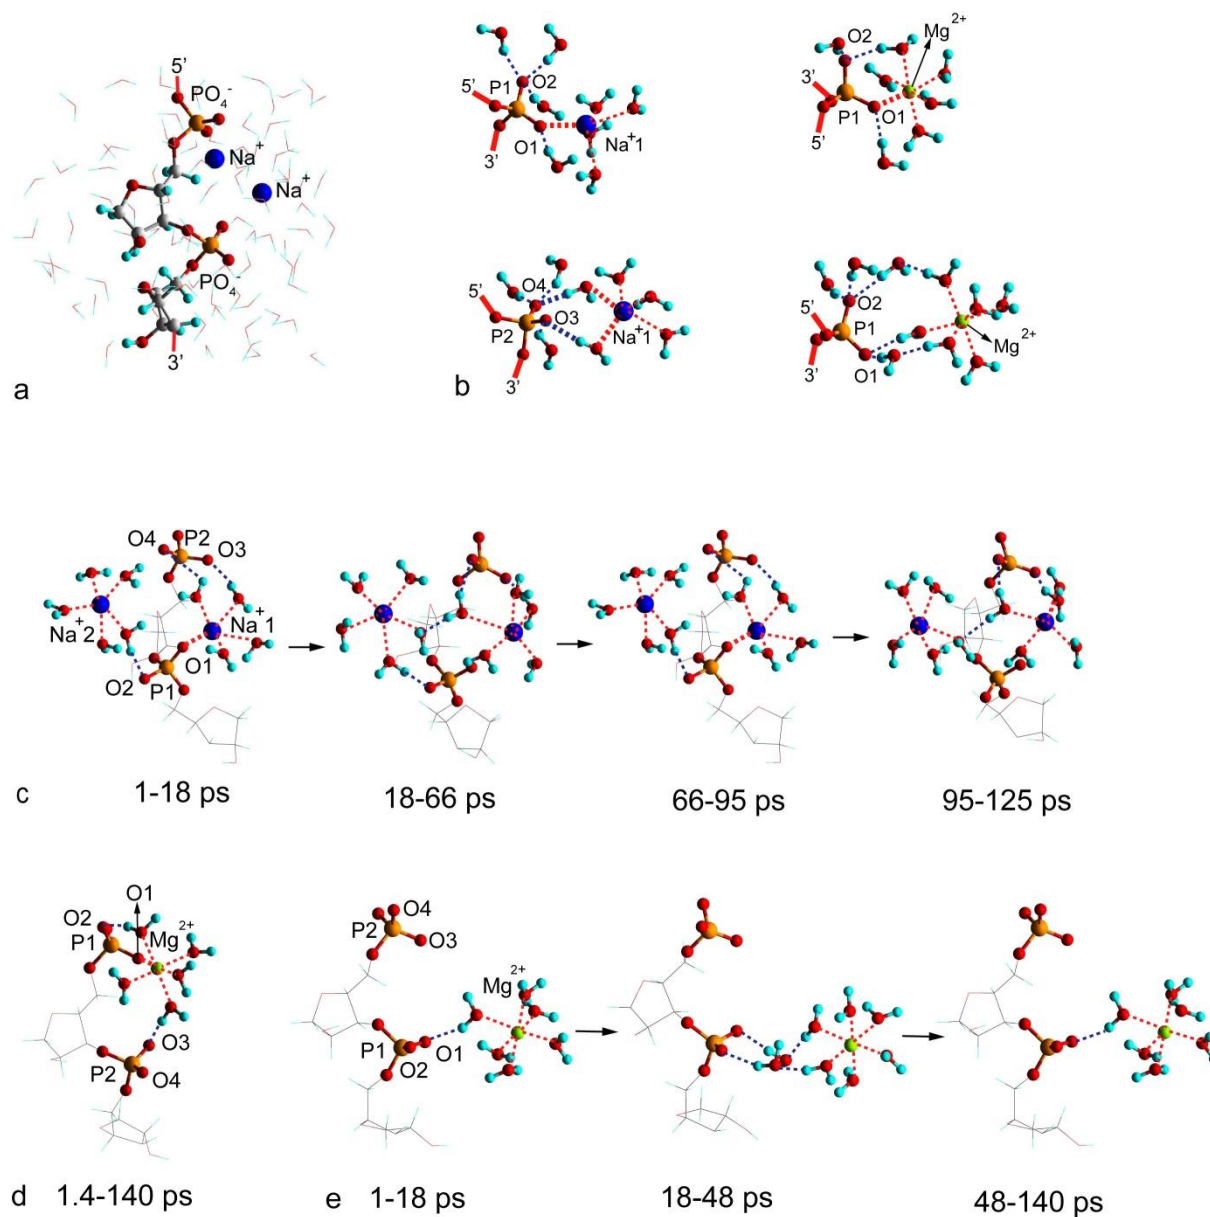 5'
PO4-
Na+
Na+
PO4-
3'
a
O2
P1
5'
O1
Na+1
3'
O2
Mg2+
3'
P1
O1
5'
5'
O4
O3
P2
Na+1
3'
O2
5'
P1
Mg2+
3'
O1
b
O4
P2
O3
Na+2
Na+1
O1
O2
P1
c
1-18 ps
18-66 ps
66-95 ps
95-125 ps
O1
O2
P1
Mg2+
O3
P2
O4
d
1.4-140 ps
O4
P2
O3
Mg2+
P1
O1
O2
e
1-18 ps
18-48 ps
48-140 ps